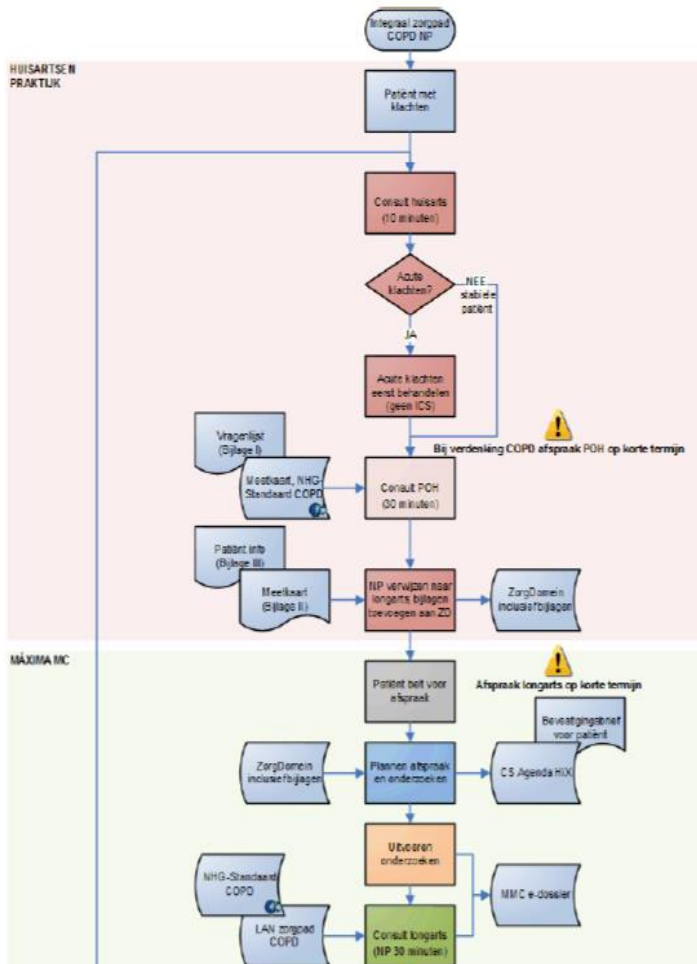 Integraal zorgpad
COPD NP
HUISARTSEN
PRAKTIJK
Patiënt met
klachten
Consult huisarts
(10 minuten)
Acute
klachten?
NEE
stabiele
patiënt
JA
Acute klachten
eerst behandelen
(geen ICS)
Bij verdenking COPD afspraak POH op korte termijn
Vragenlijst
(Bijlage I)
Meetkaart, NHG-
Standaard COPD
Consult POH
(30 minuten)
Patiënt info
(Bijlage III)
Meetkaart
(Bijlage II)
NP verwijzen naar
longarts, bijlagen
toevoegen aan ZD
ZorgDomein
inclusief bijlagen
MÁXIMA MC
Patiënt belt voor
afspraak
Afspraak longarts op korte termijn
Bevestigingsbrief
voor patiënt
ZorgDomein
inclusief bijlagen
Plannen afspraak
en onderzoeken
CS Agenda HiX
Uitvoeren
onderzoeken
NHG-Standaard
COPD
MMC e-dossier
LAN zorgpad
COPD
Consult longarts
(NP 30 minuten)